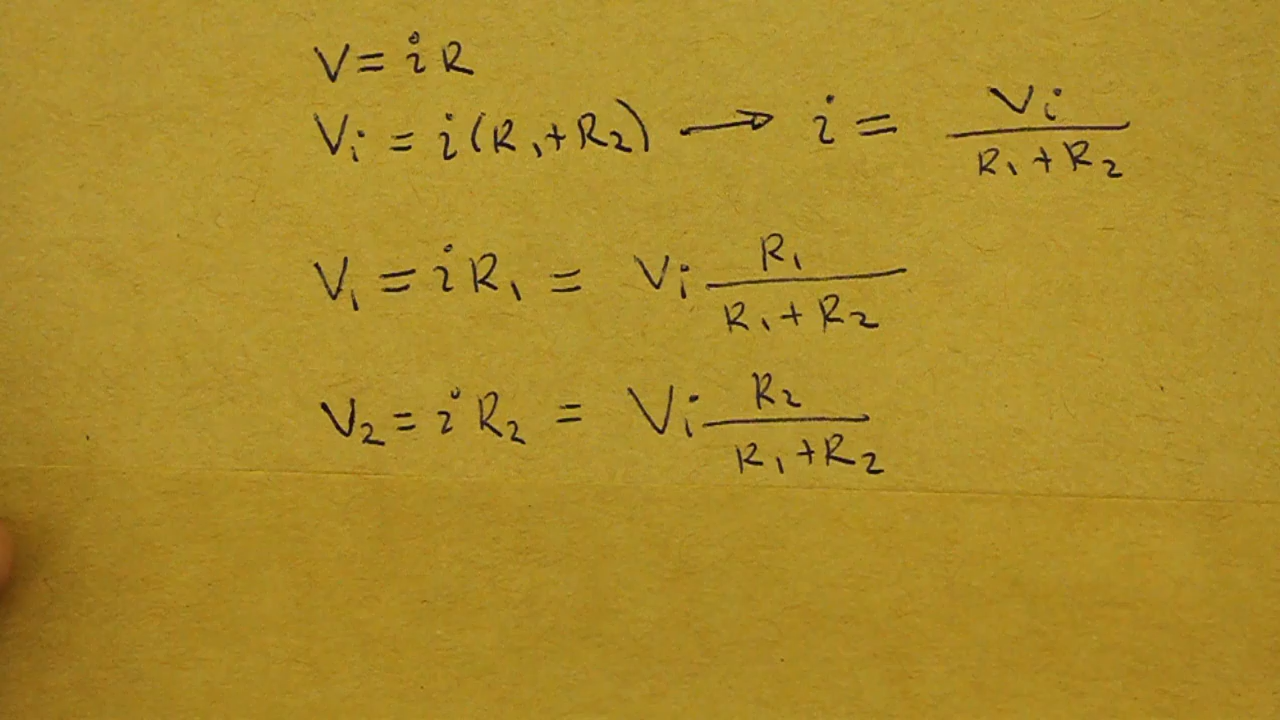 V = i R
Vi = i(R1+R2) → i = Vi / (R1+R2)
V1 = i R1 = Vi R1 / (R1+R2)
V2 = i R2 = Vi R2 / (R1+R2)